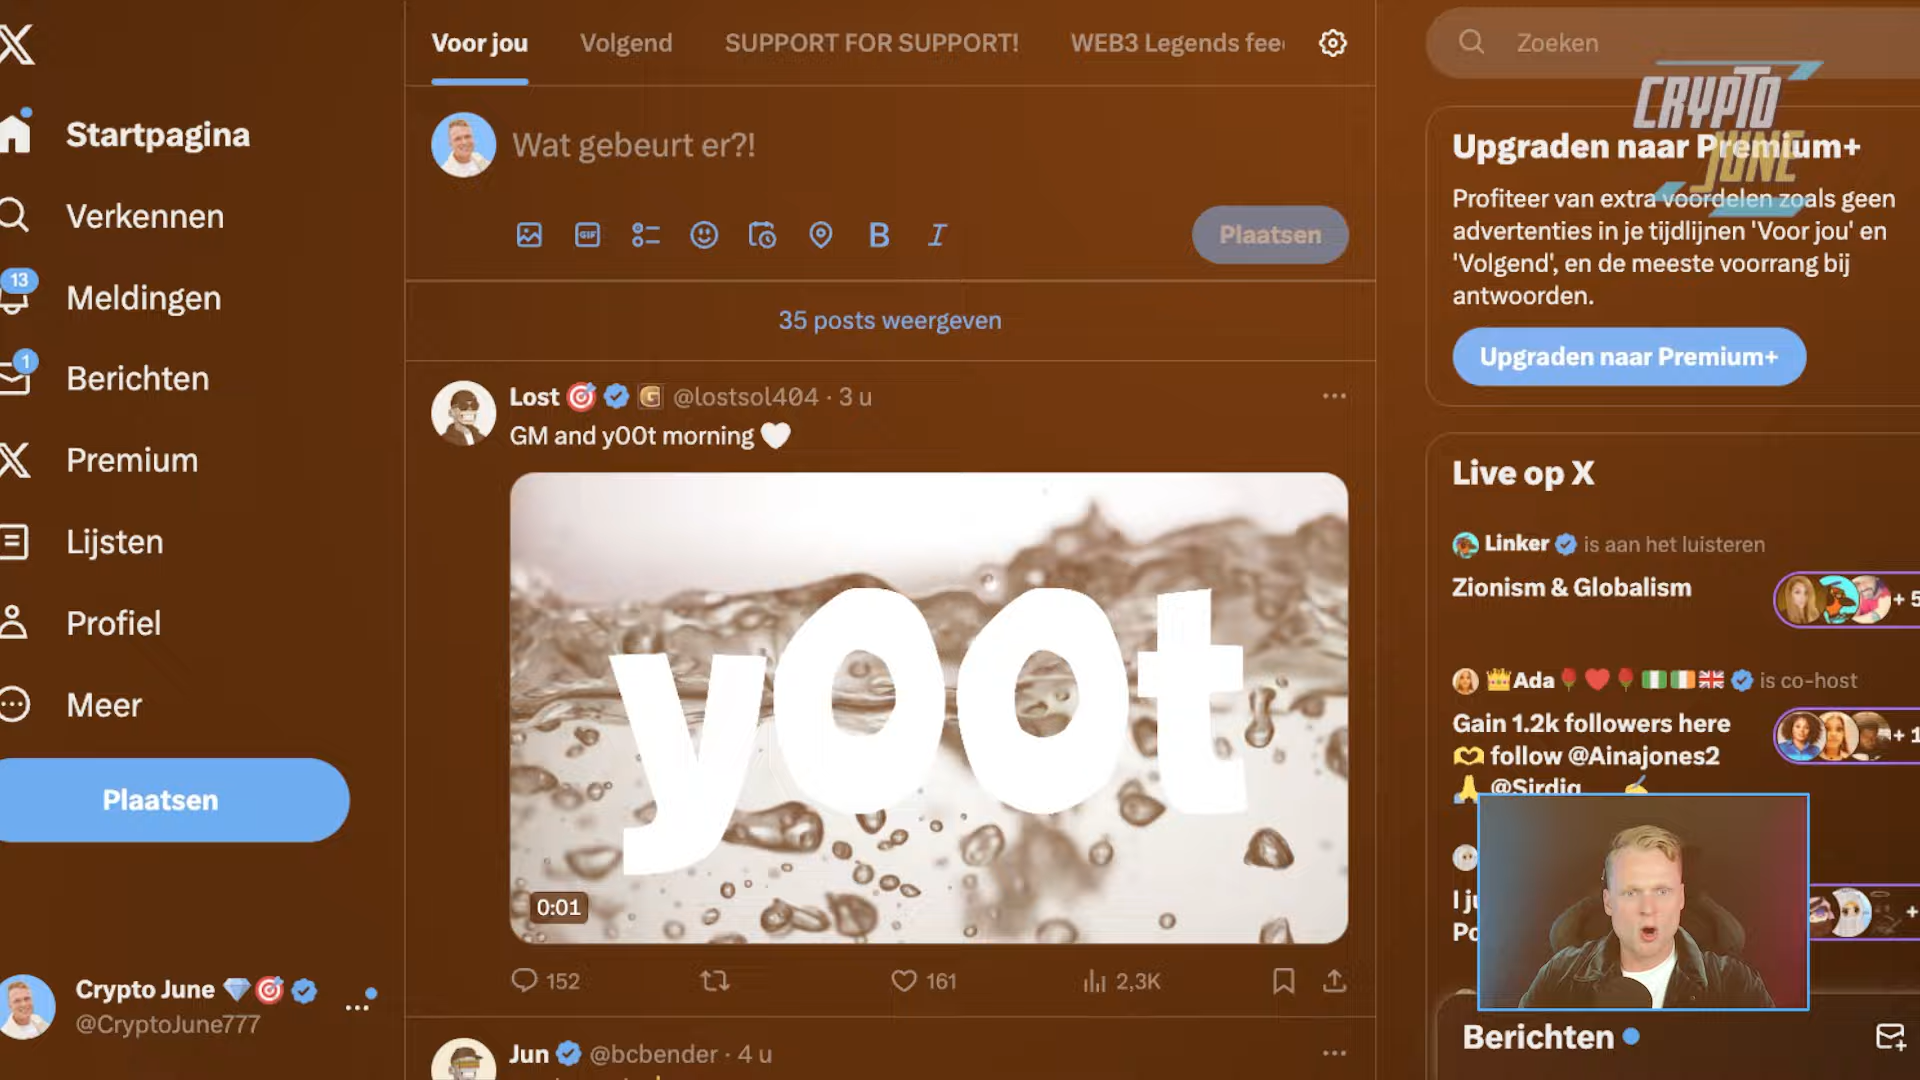 Startpagina
Verkennen
13
Meldingen
1
Berichten
Premium
Lijsten
Profiel
Meer
Plaatsen
Crypto June
@CryptoJune777
Voor jou
Volgend
SUPPORT FOR SUPPORT!
WEB3 Legends fee
Wat gebeurt er?!
GIF
B I
Plaatsen
35 posts weergeven
Lost @lostsol404 · 3 u
GM and y00t morning
y00t
0:01
152
161
2,3K
Jun @bcbender · 4 u
Zoeken
CRYPTO
JUNE
Upgraden naar Premium+
Profiteer van extra voordelen zoals geen
advertenties in je tijdlijnen 'Voor jou' en
'Volgend', en de meeste voorrang bij
antwoorden.
Upgraden naar Premium+
Live op X
Linker is aan het luisteren
Zionism & Globalism
+ 5
Ada is co-host
Gain 1.2k followers here
follow @Ainajones2
@Sirdig
+ 1
+
Berichten